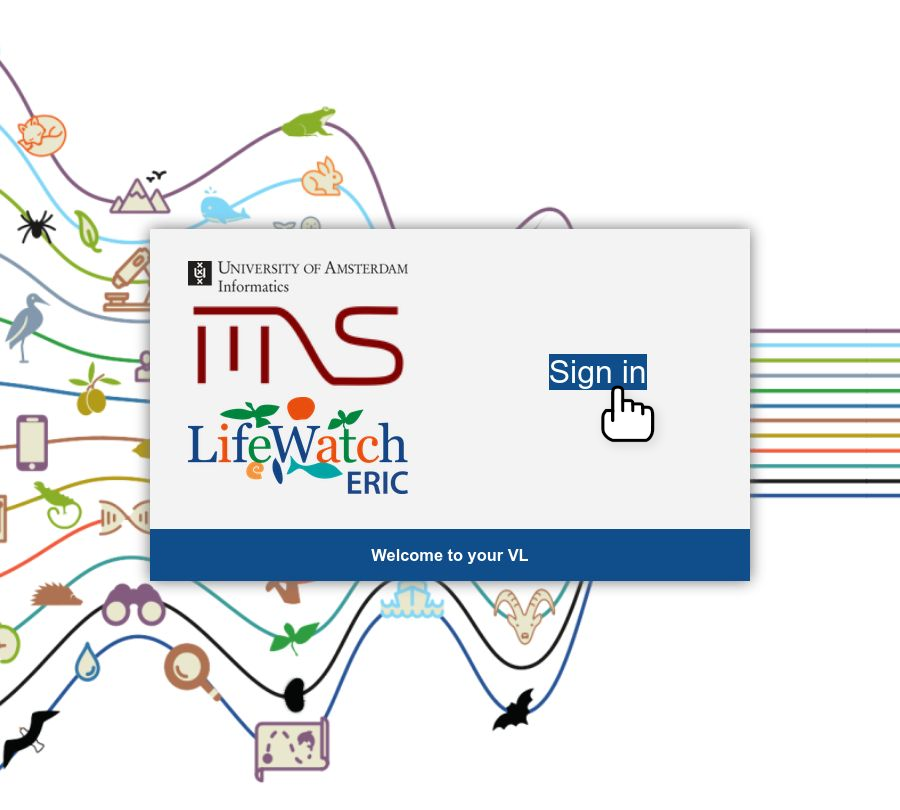 University of Amsterdam
Informatics
MNS
LifeWatch
ERIC
Sign in
Welcome to your VL